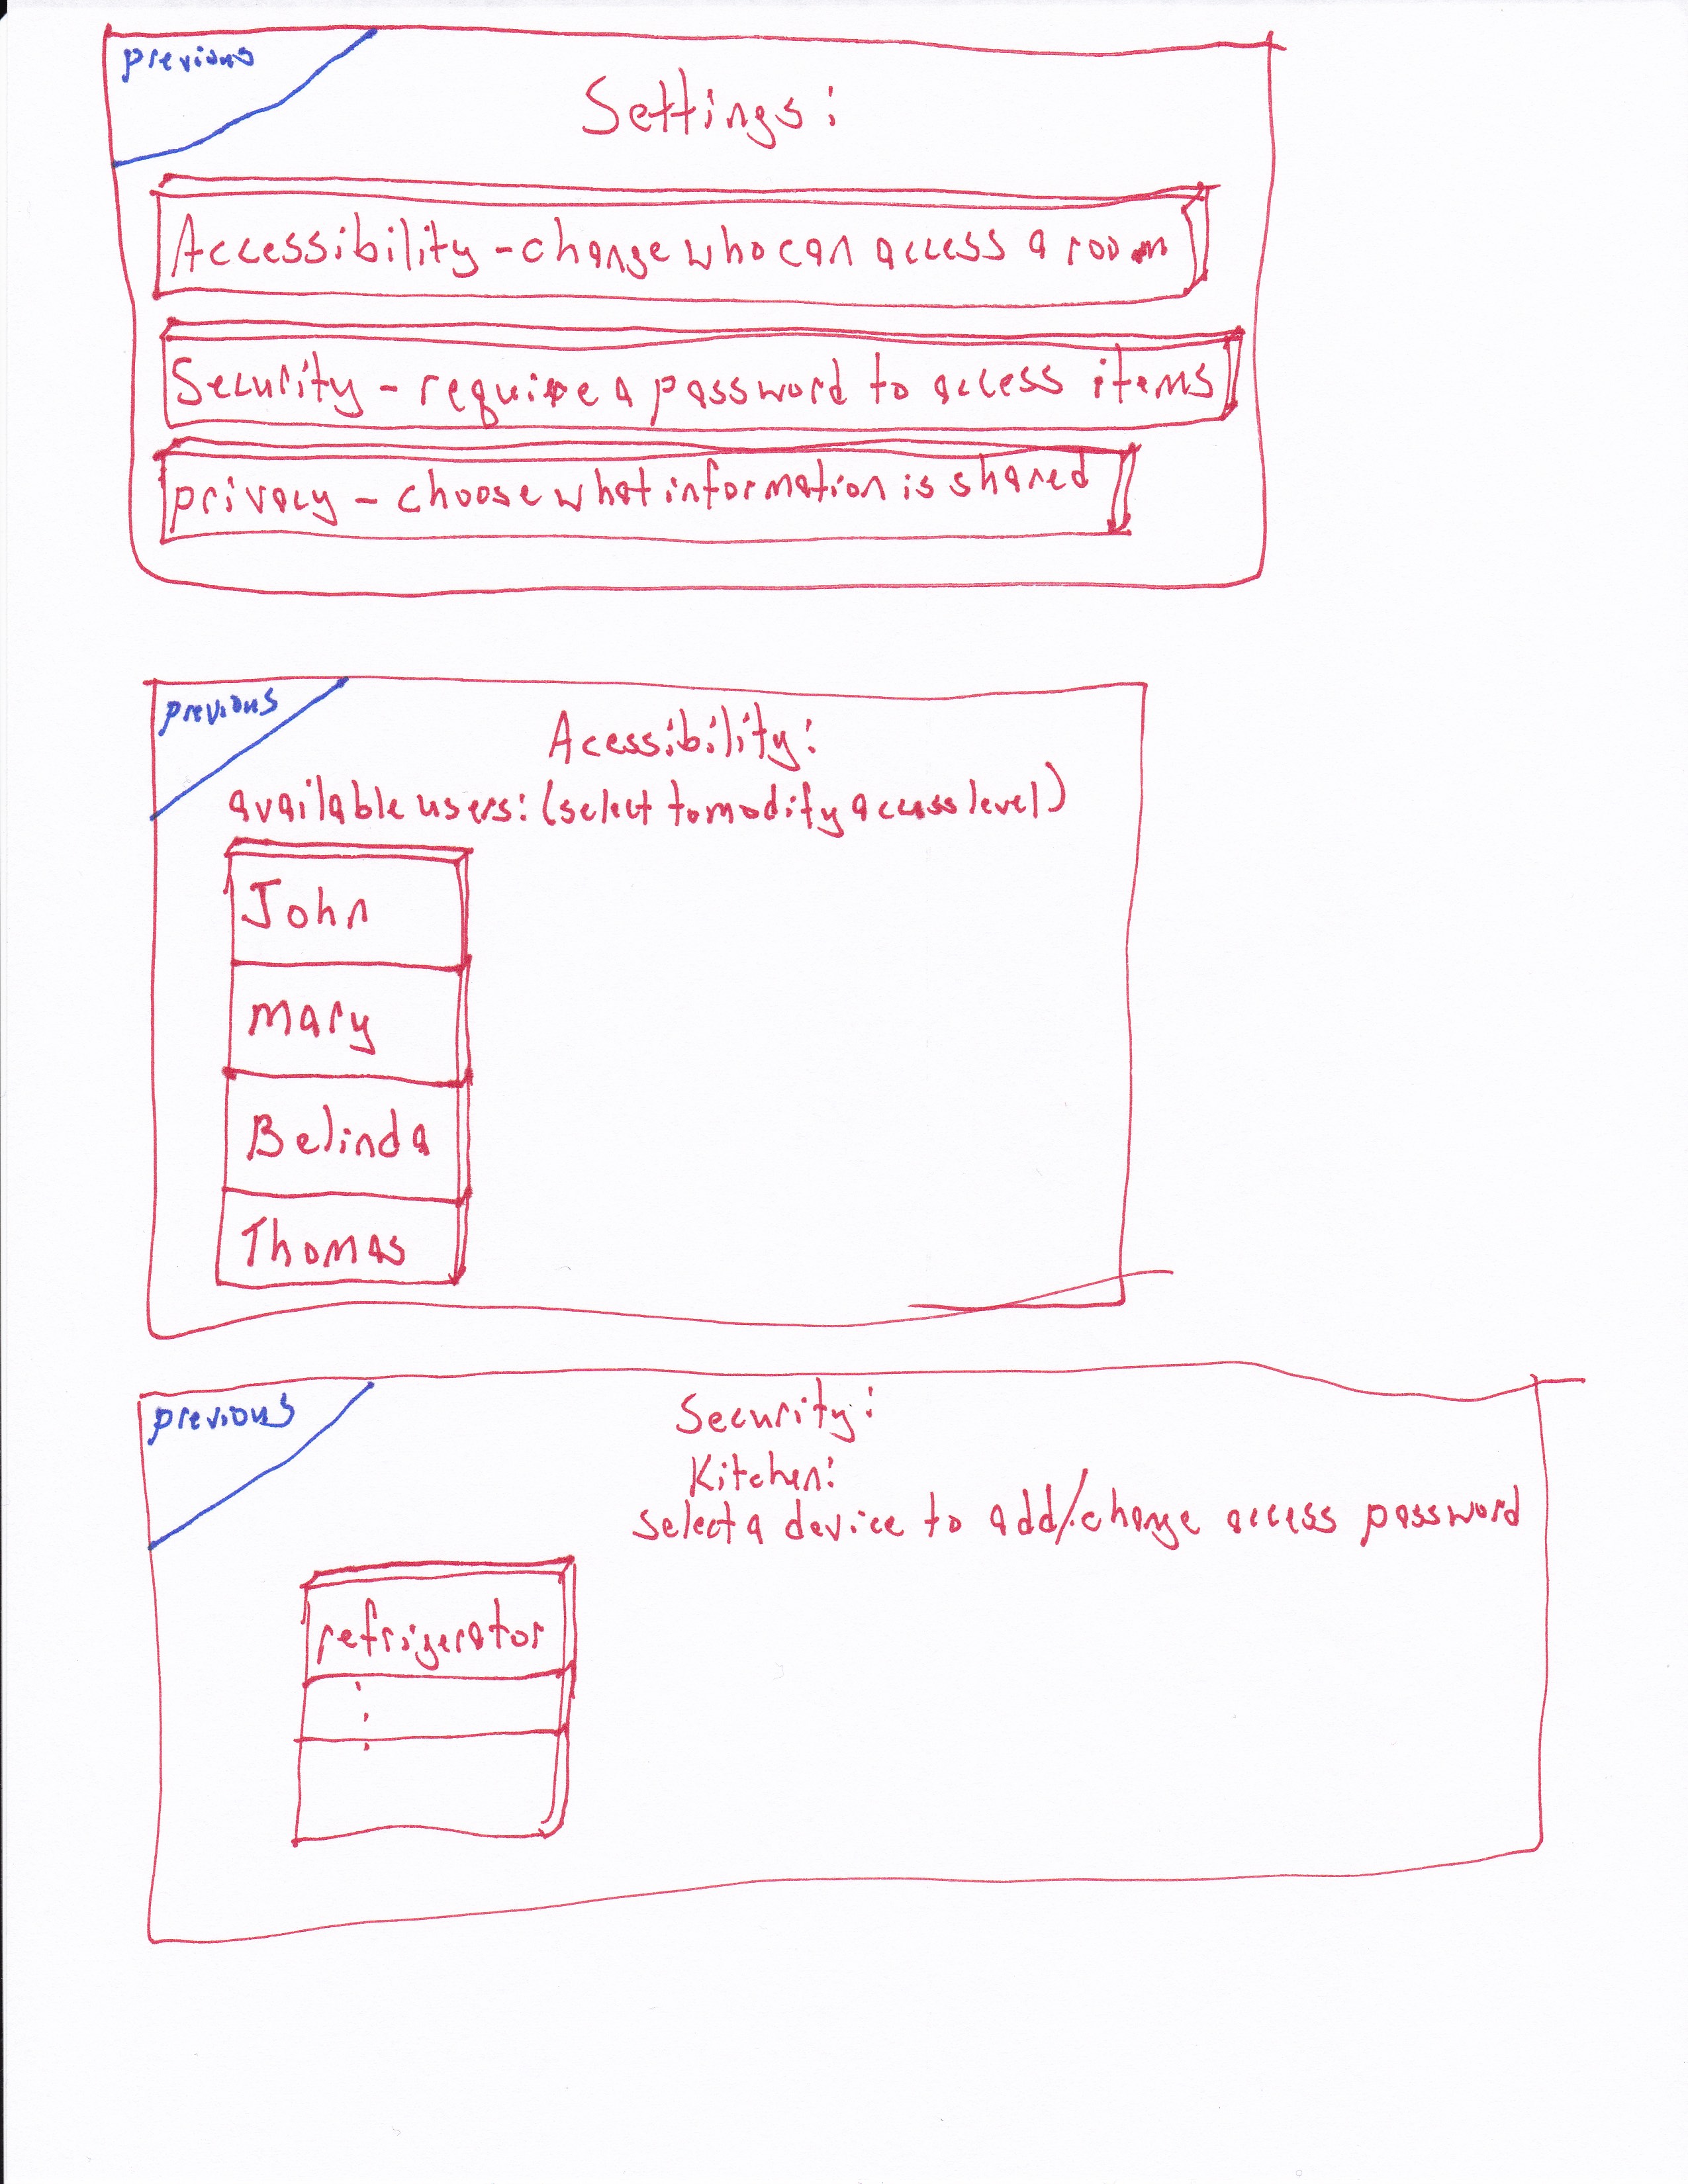 previous
Settings:
Accessibility - change who can access a room
Security - require a password to access items
privacy - choose what information is shared
previous
Acessibility:
available users: (select to modify access level)
John
mary
Belinda
Thomas
previous
Security:
Kitchen:
select a device to add/change access password
refrigerator